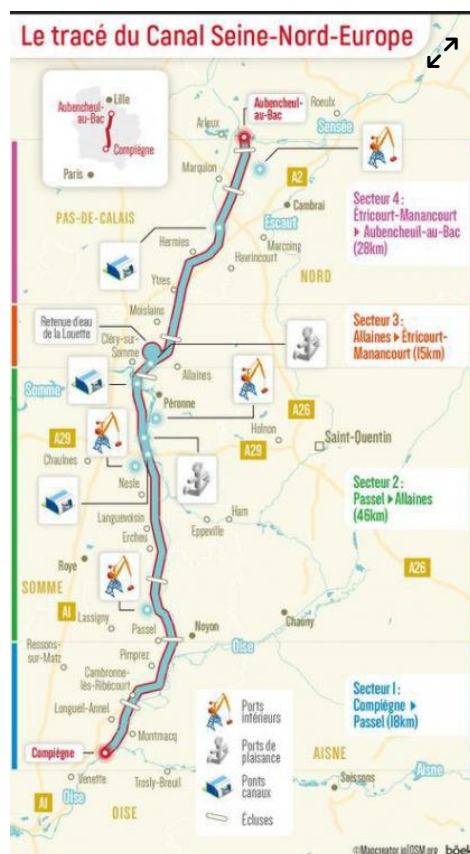 Le tracé du Canal Seine-Nord-Europe
Lille
Aubencheul-
au-Bac
Compiègne
Paris
Aubencheul-
au-Bac
Roeulx
Arleux
Sensée
Marquion
A2
Cambrai
PAS-DE-CALAIS
Escaut
Secteur 4 :
Étricourt-Manancourt
Aubencheul-au-Bac
(28km)
Hermies
Marcoing
Havrincourt
NORD
Ytres
Moislains
Retenue d'eau
de la Louette
Cléry-sur-
Somme
Allaines
Secteur 3 :
Allaines Étricourt-
Manancourt (15km)
Somme
Péronne
A26
A29
Holnon
A29
Saint-Quentin
Chaulnes
Nesle
Secteur 2 :
Passel Allaines
(46km)
Languevoisin
Ham
Eppeville
Ercheu
Roye
A26
SOMME
A1
Lassigny
Chauny
Passel
Noyon
Oise
Ressons-
sur-Matz
Pimprez
Cambronne-
lès-Ribécourt
Secteur 1 :
Compiègne
Passel (18km)
Longueil-Annel
Montmacq
Ports
intérieurs
Compiègne
Ports de
plaisance
AISNE
Venette
Trosly-Breuil
Ponts
canaux
Soissons
Aisne
A1
Oise
OISE
Écluses
©Mapcreator.io|OSM.org